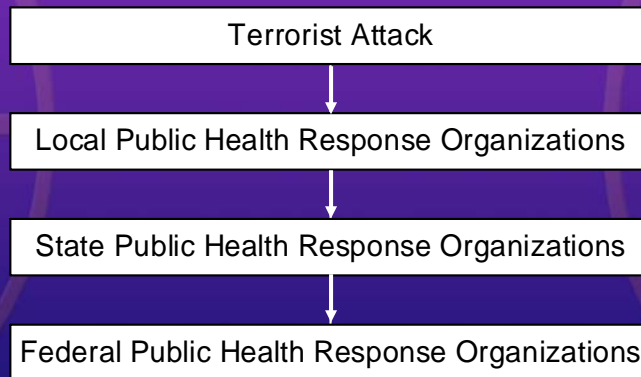 Terrorist Attack
Local Public Health Response Organizations
State Public Health Response Organizations
Federal Public Health Response Organizations